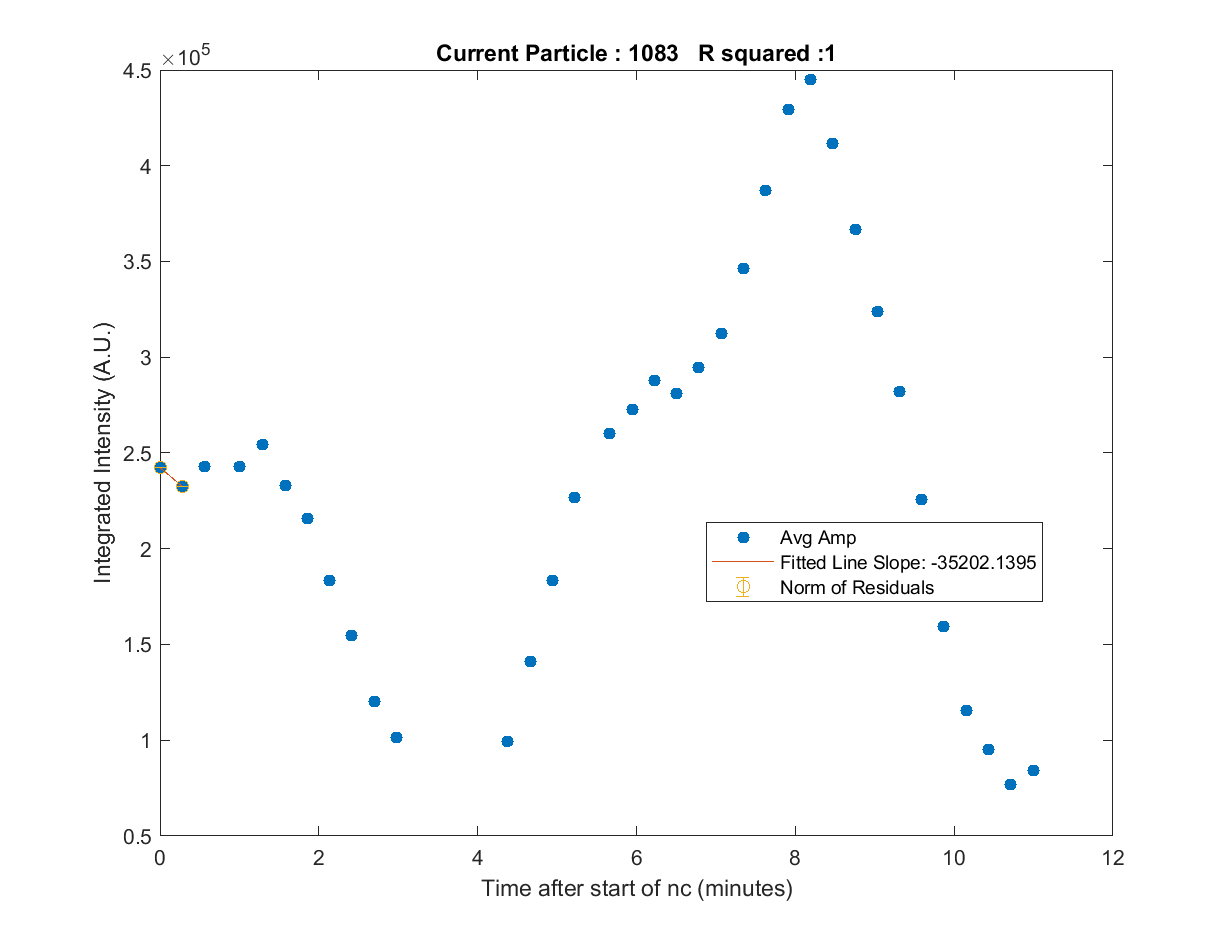 Current Particle : 1083   R squared :1
×10⁵
4.5
4
3.5
3
2.5
2
1.5
1
0.5
0
2
4
6
8
10
12
Integrated Intensity (A.U.)
Time after start of nc (minutes)
Avg Amp
Fitted Line Slope: -35202.1395
Norm of Residuals